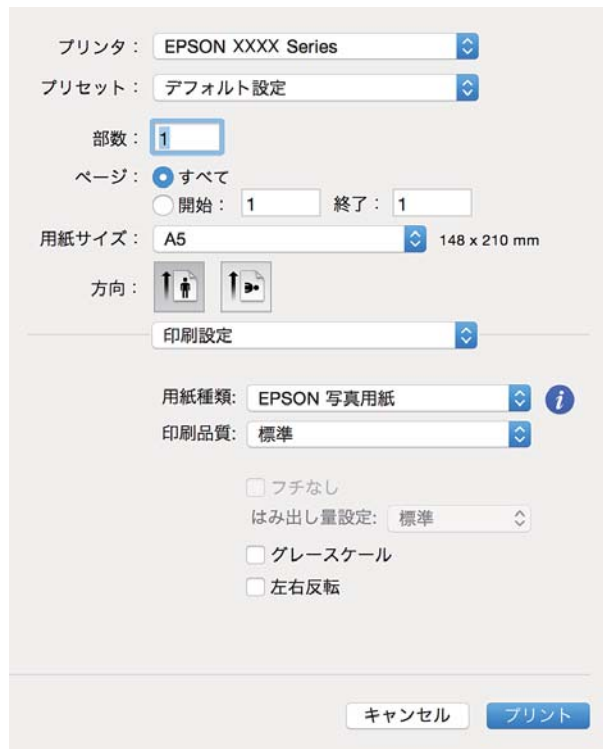 プリンタ： EPSON XXXX Series
プリセット： デフォルト設定
部数： 1
ページ： すべて
開始： 1 終了： 1
用紙サイズ： A5 148 x 210 mm
方向：
印刷設定
用紙種類: EPSON 写真用紙 i
印刷品質: 標準
フチなし
はみ出し量設定: 標準
グレースケール
左右反転
キャンセル プリント